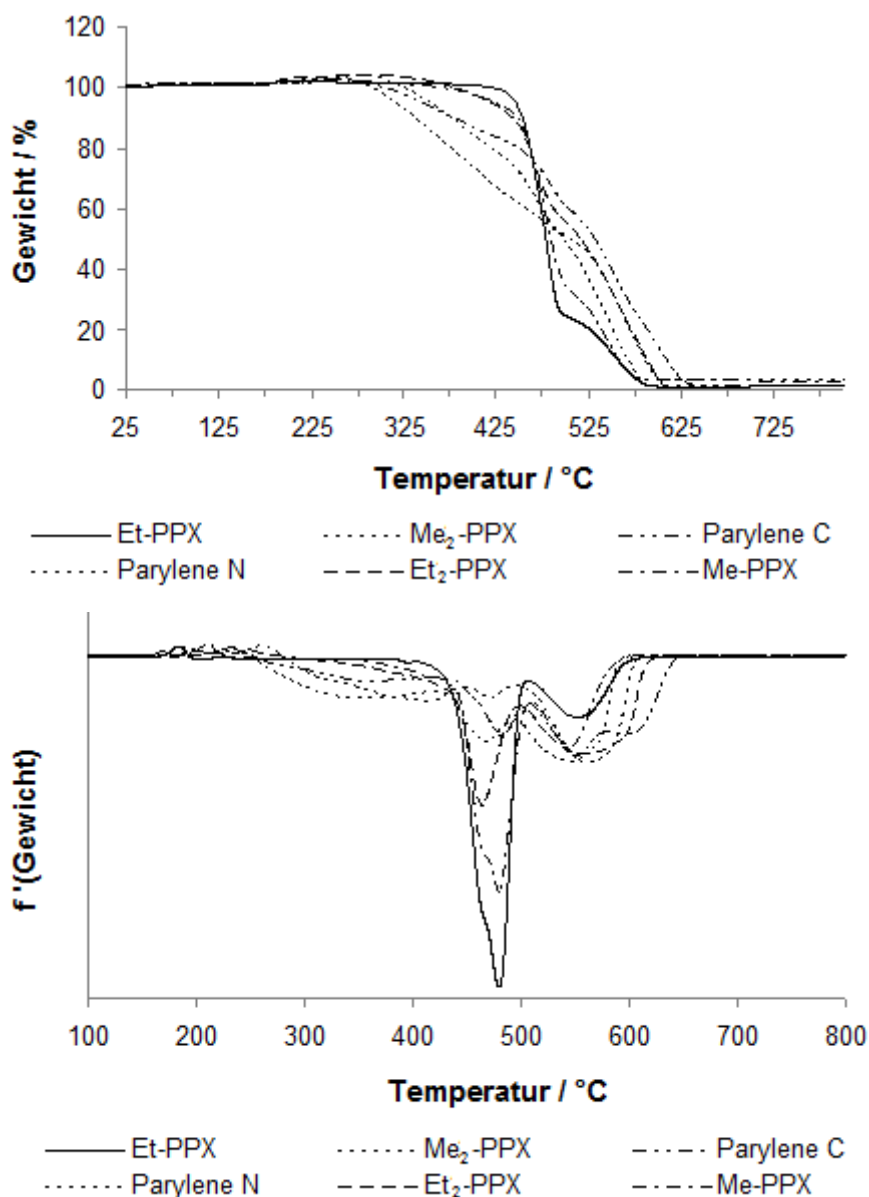 120
100
80
60
40
20
0
Gewicht / %
25 125 225 325 425 525 625 725
Temperatur / °C
Et-PPX Me₂-PPX Parylene C
Parylene N Et₂-PPX Me-PPX
f '(Gewicht)
100 200 300 400 500 600 700 800
Temperatur / °C
Et-PPX Me₂-PPX Parylene C
Parylene N Et₂-PPX Me-PPX